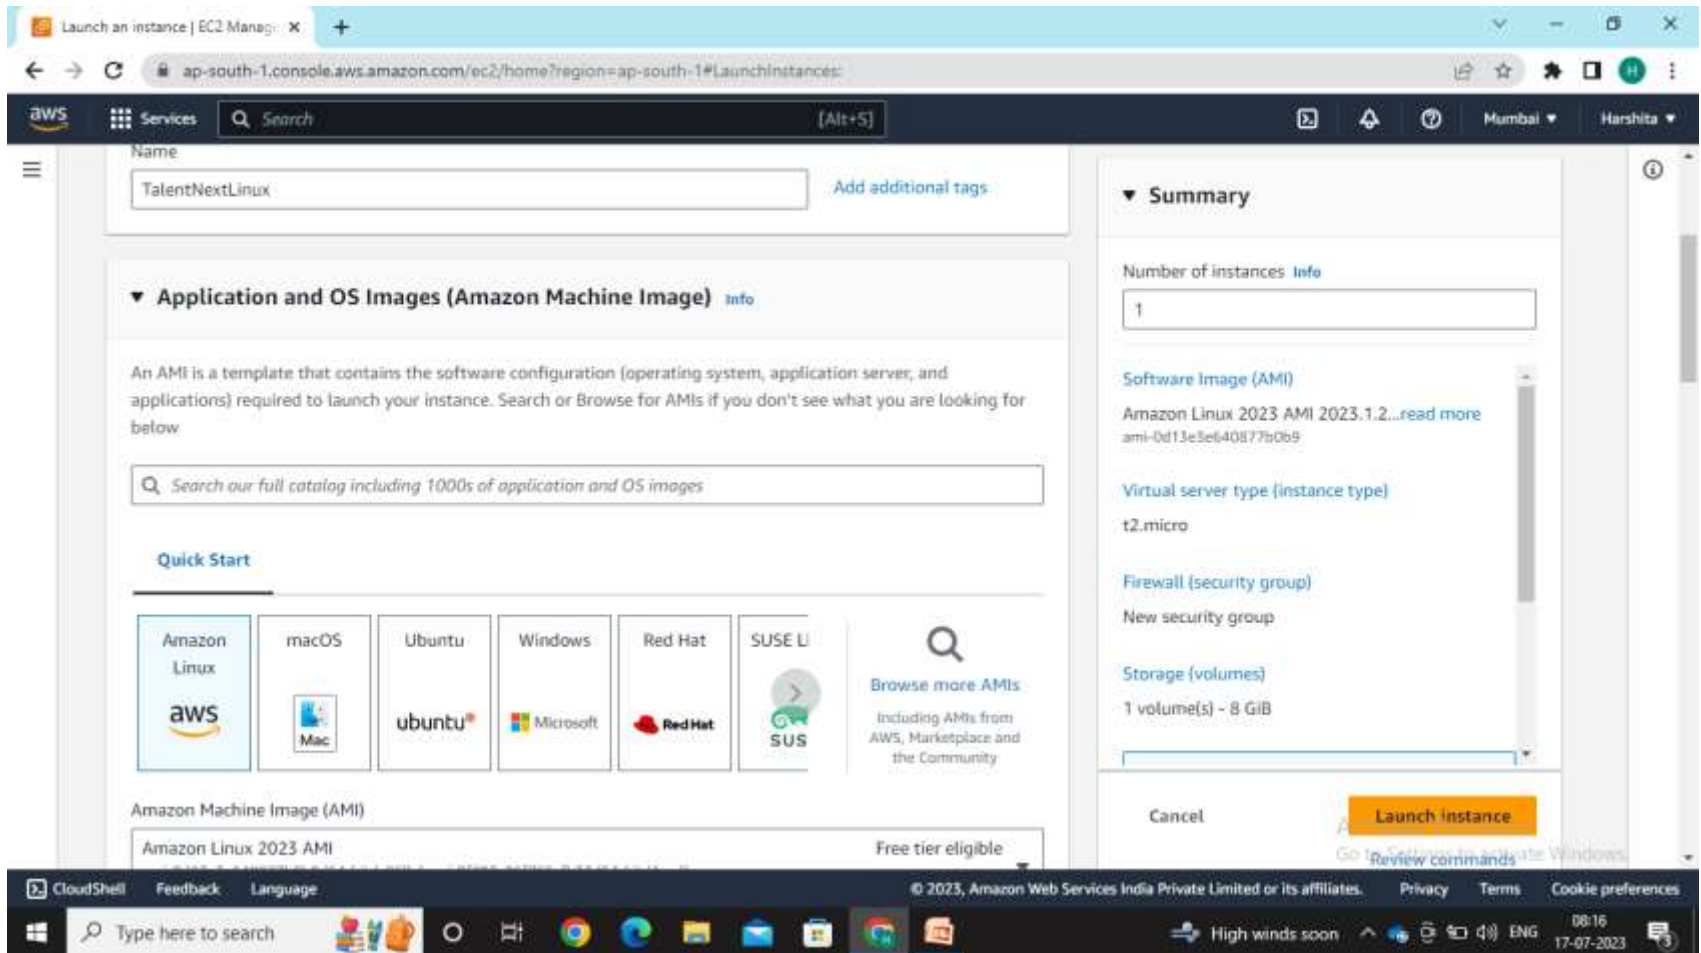 Launch an instance | EC2 Manag
ap-south-1.console.aws.amazon.com/ec2/home?region=ap-south-1#LaunchInstances:
aws
Services
Search
[Alt+S]
Mumbai
Harshita
Name
TalentNextLinux
Add additional tags
Application and OS Images (Amazon Machine Image) Info
An AMI is a template that contains the software configuration (operating system, application server, and
applications) required to launch your instance. Search or Browse for AMIs if you don't see what you are looking for
below
Search our full catalog including 1000s of application and OS images
Quick Start
Amazon
Linux
aws
macOS
Mac
Ubuntu
ubuntu
Windows
Microsoft
Red Hat
Red Hat
SUSE Li
SUS
Browse more AMIs
Including AMIs from
AWS, Marketplace and
the Community
Amazon Machine Image (AMI)
Amazon Linux 2023 AMI
Free tier eligible
Summary
Number of instances Info
1
Software Image (AMI)
Amazon Linux 2023 AMI 2023.1.2...read more
ami-0d13e3e640877b0b9
Virtual server type (instance type)
t2.micro
Firewall (security group)
New security group
Storage (volumes)
1 volume(s) - 8 GiB
Cancel
Launch instance
Review commands
Windows.
CloudShell
Feedback
Language
© 2023, Amazon Web Services India Private Limited or its affiliates.
Privacy
Terms
Cookie preferences
Type here to search
High winds soon
ENG
08:16
17-07-2023
3